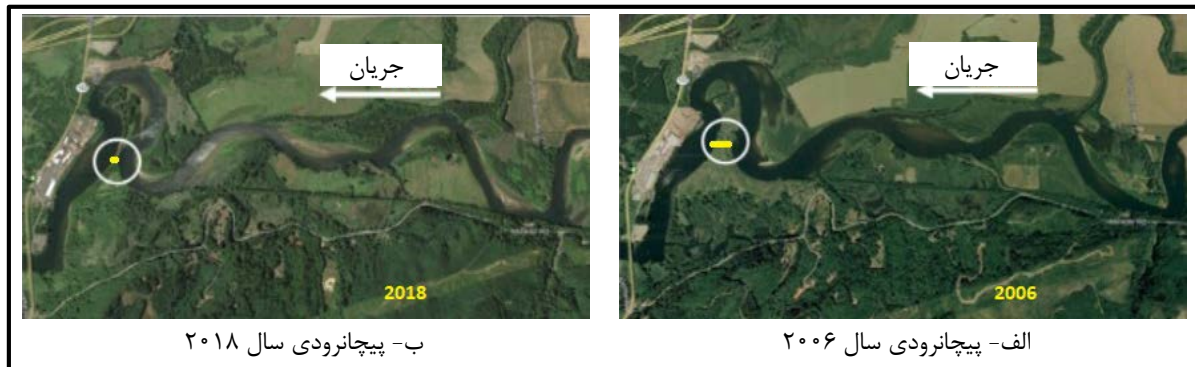 جریان
2006
الف- پیچانرودی سال ۲۰۰۶
جریان
2018
ب- پیچانرودی سال ۲۰۱۸